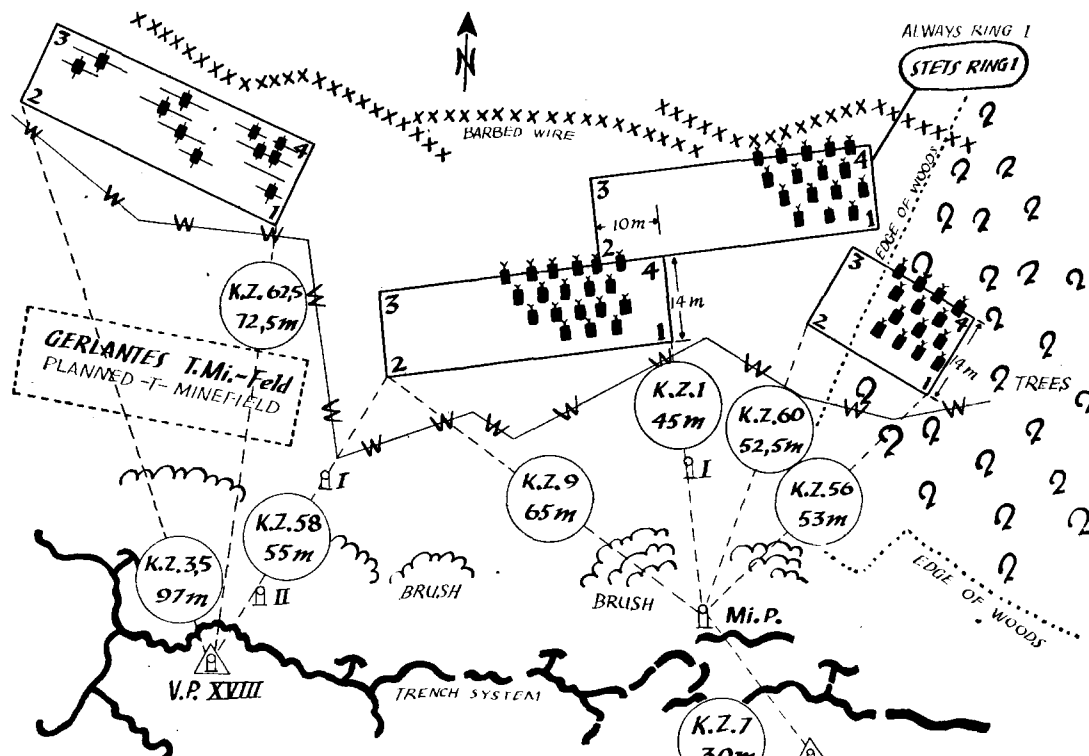 ALWAYS RING 1
STETS RING 1
N
BARBED WIRE
3
2
4
1
W
W
W
W
W
W
3
4
2
1
10m
EDGE OF WOODS
3
4
2
1
14m
3
4
2
1
14m
TREES
K.Z. 62,5
72,5m
GERLANTES T.Mi.-Feld
PLANNED -T- MINEFIELD
W
W
W
W
W
W
W
W
K.Z.1
45m
K.Z.60
52,5m
I
I
K.Z.9
65m
K.Z.56
53m
K.Z.58
55m
K.Z.3,5
97m
II
BRUSH
BRUSH
EDGE OF WOODS
Mi.P.
V.P. XVIII
TRENCH SYSTEM
K.Z.7
30m